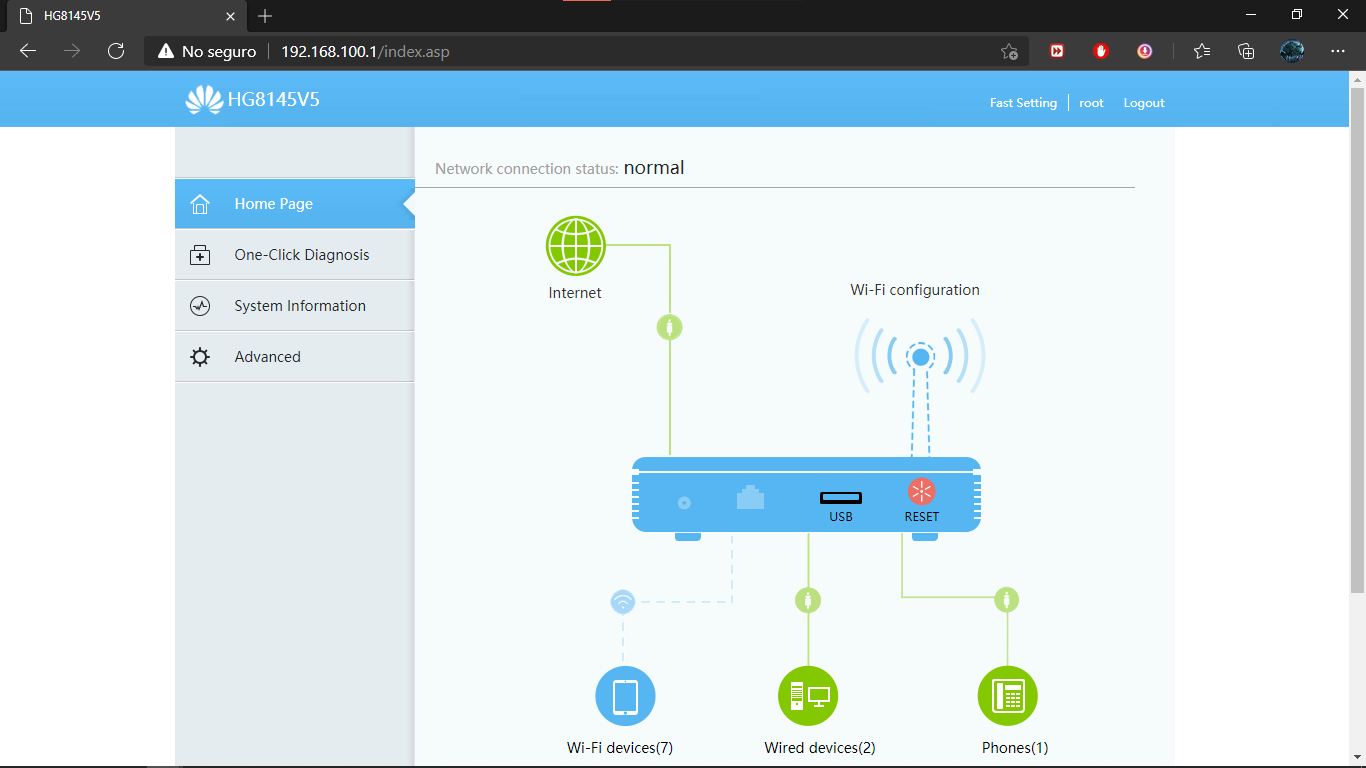 HG8145V5
No seguro 192.168.100.1/index.asp
HG8145V5
Fast Setting root Logout
Network connection status: normal
Home Page
One-Click Diagnosis
System Information
Advanced
Internet
Wi-Fi configuration
USB RESET
Wi-Fi devices(7) Wired devices(2) Phones(1)